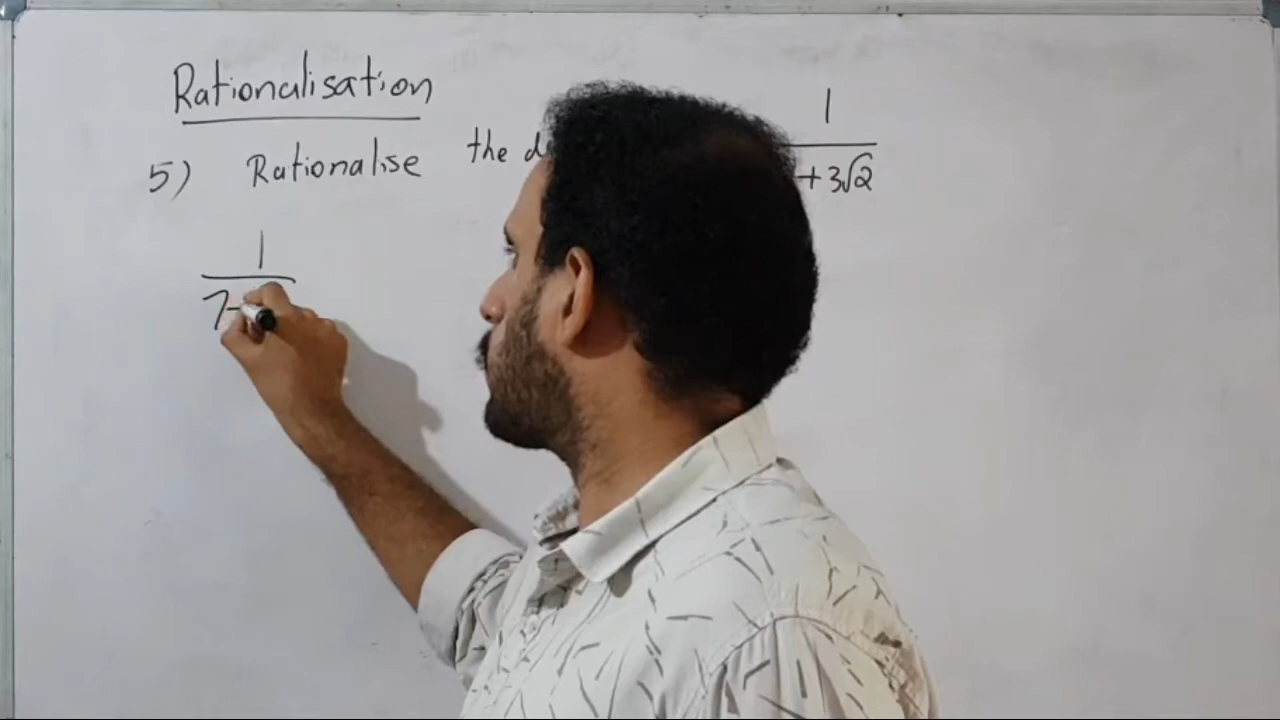 Rationalisation
5) Rationalise the d 1
+ 3√2
1
7